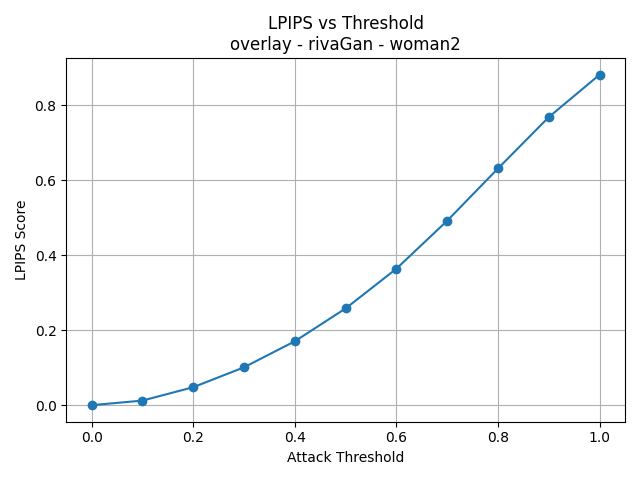 LPIPS vs Threshold
overlay - rivaGan - woman2
LPIPS Score
0.8
0.6
0.4
0.2
0.0
0.0 0.2 0.4 0.6 0.8 1.0
Attack Threshold